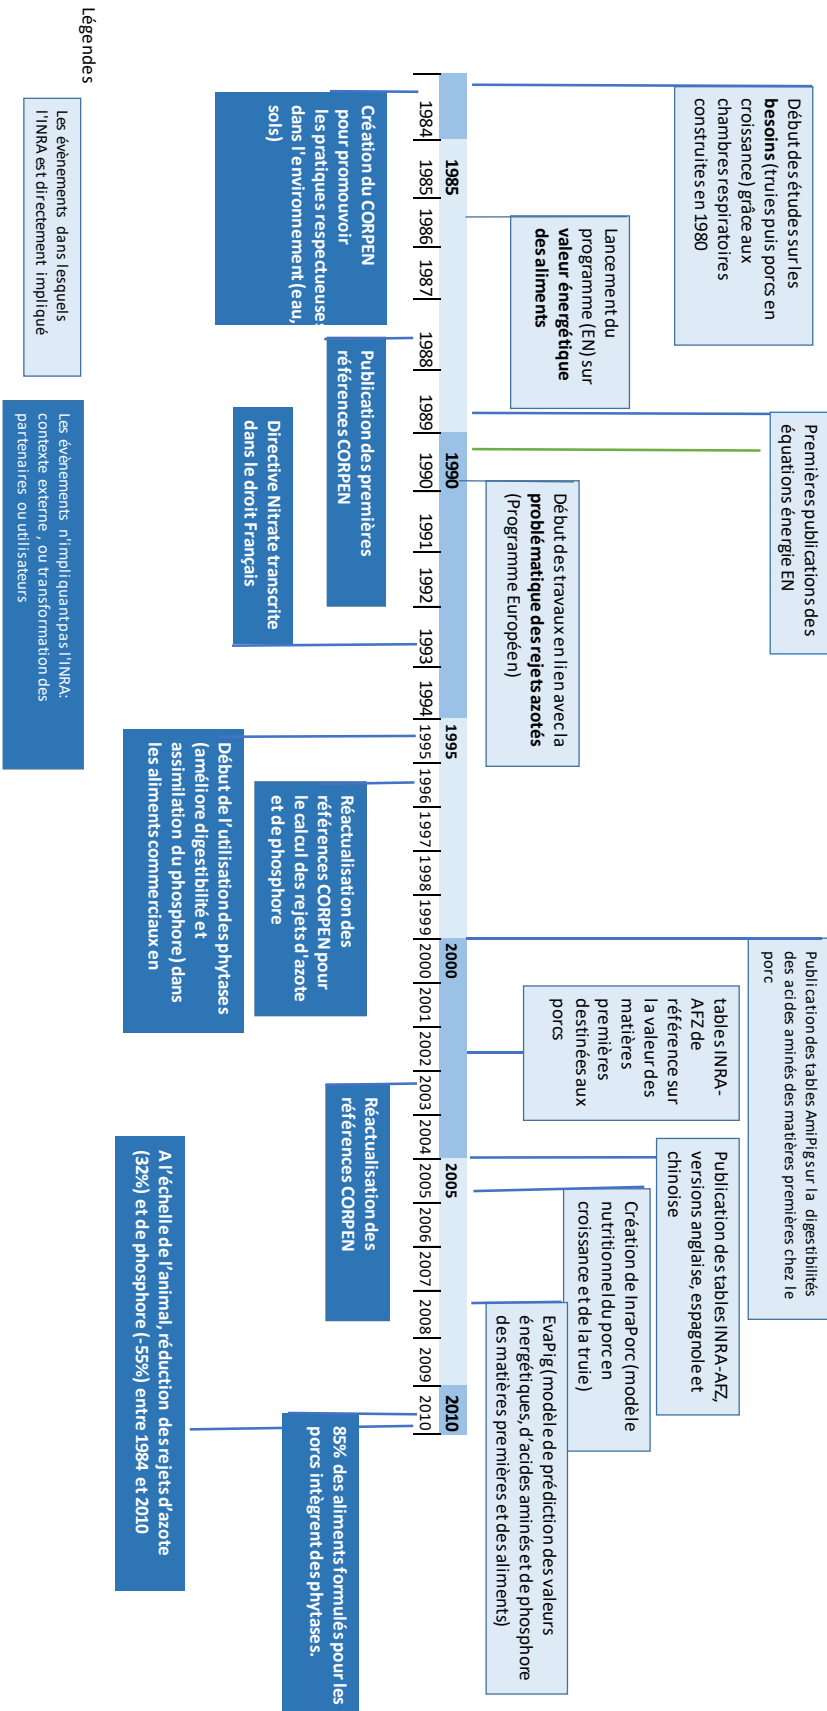 Début des études sur les
besoins (truies puis porcs en
croissance) grâce aux
chambres respiratoires
construites en 1980
Lancement du
programme (EN) sur
valeur énergétique
des aliments
Premières publications des
équations énergie EN
Début des travaux en lien avec la
problématique des rejets azotés
(Programme Européen)
Publication des tables AmiPig sur la digestibilités
des acides aminés des matières premières chez le
porc
tables INRA-
AFZ de
référence sur
la valeur des
matières
premières
destinées aux
porcs
Publication des tables INRA-AFZ,
versions anglaise, espagnole et
chinoise
Création de InraPorc (modèle
nutritionnel du porc en
croissance et de la truie)
EvaPig (modèle de prédiction des valeurs
énergétiques, d'acides aminés et de phosphore
des matières premières et des aliments)
1985 1990 1995 2000 2005 2010
1984 1985 1986 1987 1988 1989 1990 1991 1992 1993 1994 1995 1996 1997 1998 1999 2000 2001 2002 2003 2004 2005 2006 2007 2008 2009 2010
Création du CORPEN
pour promouvoir
les pratiques respectueuses
dans l'environnement (eau,
sols)
Publication des premières
références CORPEN
Directive Nitrate transcrite
dans le droit Français
Réactualisation des
références CORPEN pour
le calcul des rejets d'azote
et de phosphore
Début de l'utilisation des phytases
(améliore digestibilité et
assimilation du phosphore) dans
les aliments commerciaux en
Réactualisation des
références CORPEN
85% des aliments formulés pour les
porcs intègrent des phytases.
A l'échelle de l'animal, réduction des rejets d'azote
(32%) et de phosphore (-55%) entre 1984 et 2010
Légendes
Les évènements dans lesquels
l'INRA est directement impliqué
Les évènements n'impliquant pas l'INRA:
contexte externe, ou transformation des
partenaires ou utilisateurs